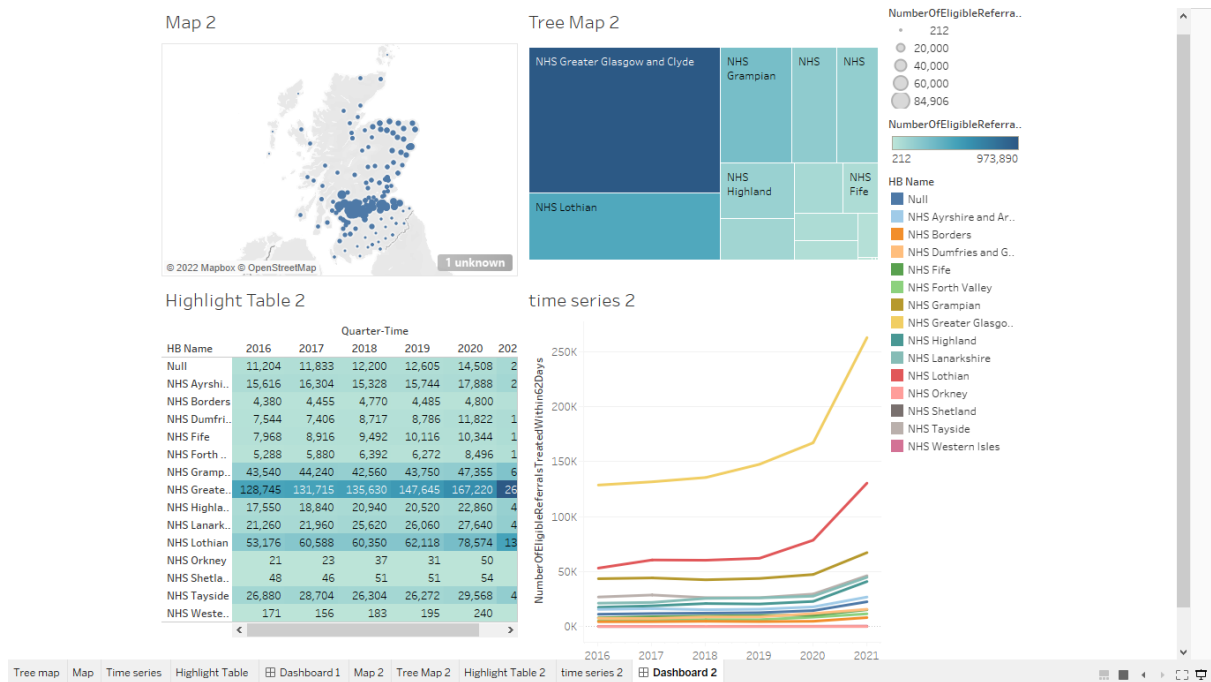 Map 2
© 2022 Mapbox © OpenStreetMap
1 unknown
Tree Map 2
NHS Greater Glasgow and Clyde
NHS Lothian
NHS
Grampian
NHS
NHS
NHS
Highland
NHS
Fife
NumberOfEligibleReferra..
212
20,000
40,000
60,000
84,906
NumberOfEligibleReferra..
212 973,890
HB Name
Null
NHS Ayrshire and Ar..
NHS Borders
NHS Dumfries and G..
NHS Fife
NHS Forth Valley
NHS Grampian
NHS Greater Glasgo..
NHS Highland
NHS Lanarkshire
NHS Lothian
NHS Orkney
NHS Shetland
NHS Tayside
NHS Western Isles
Highlight Table 2
Quarter-Time
HB Name 2016 2017 2018 2019 2020 202
Null 11,204 11,833 12,200 12,605 14,508 2
NHS Ayrshi.. 15,616 16,304 15,328 15,744 17,888 2
NHS Borders 4,380 4,455 4,770 4,485 4,800
NHS Dumfri.. 7,544 7,406 8,717 8,786 11,822 1
NHS Fife 7,968 8,916 9,492 10,116 10,344 1
NHS Forth .. 5,288 5,880 6,392 6,272 8,496 1
NHS Gramp.. 43,540 44,240 42,560 43,750 47,355 6
NHS Greate.. 128,745 131,715 135,630 147,645 167,220 26
NHS Highla.. 17,550 18,840 20,940 20,520 22,860 4
NHS Lanark.. 21,260 21,960 25,620 26,060 27,640 4
NHS Lothian 53,176 60,588 60,350 62,118 78,574 13
NHS Orkney 21 23 37 31 50
NHS Shetla.. 48 46 51 51 54
NHS Tayside 26,880 28,704 26,304 26,272 29,568 4
NHS Weste.. 171 156 183 195 240
time series 2
NumberOfEligibleReferralsTreatedWithin62Days
250K
200K
150K
100K
50K
0K
2016 2017 2018 2019 2020 2021
Tree map Map Time series Highlight Table Dashboard 1 Map 2 Tree Map 2 Highlight Table 2 time series 2 Dashboard 2